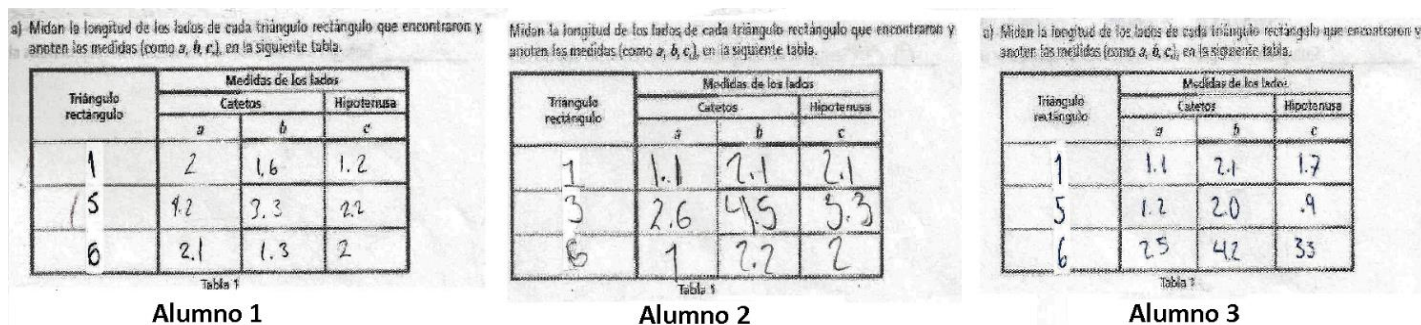 a) Midan la longitud de los lados de cada triángulo rectángulo que encontraron y
anoten las medidas (como a, b, c,), en la siguiente tabla.
Triángulo
rectángulo
Medidas de los lados
Catetos
Hipotenusa
a
b
c
1
2
1,6
1.2
5
4.2
3.3
2.2
6
2.1
1.3
2
Tabla 1
Alumno 1
Midan la longitud de los lados de cada triángulo rectángulo que encontraron y
anoten las medidas (como a, b, c,), en la siguiente tabla.
Triángulo
rectángulo
Medidas de los lados
Catetos
Hipotenusa
a
b
c
1
1.1
2.1
2.1
3
2.6
4.5
3.3
6
1
2.2
2
Tabla 1
Alumno 2
a) Midan la longitud de los lados de cada triángulo rectángulo que encontraron y
anoten las medidas (como a, b, c,), en la siguiente tabla.
Triángulo
rectángulo
Medidas de los lados
Catetos
Hipotenusa
a
b
c
1
1.1
2.1
1.7
5
1.2
2.0
.9
6
25
42
33
Tabla 1
Alumno 3